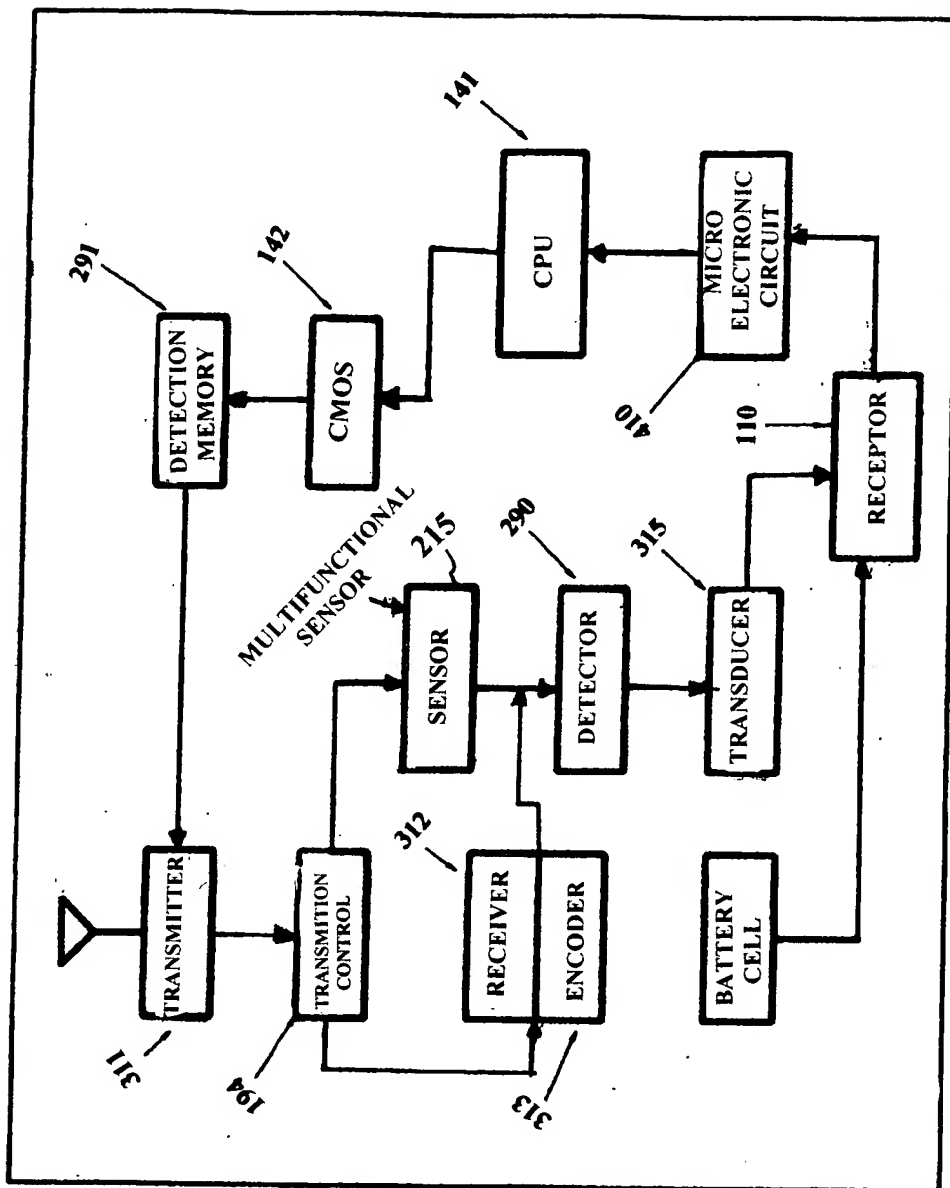 291
311
TRANSMITTER
DETECTION
MEMORY
142
194
TRANSMITION
CONTROL
CMOS
MULTIFUNCTIONAL
SENSOR
215
312
141
SENSOR
RECEIVER
ENCODER
313
CPU
290
DETECTOR
410
315
BATTERY
CELL
TRANSDUCER
MICRO
ELECTRONIC
CIRCUIT
110
RECEPTOR